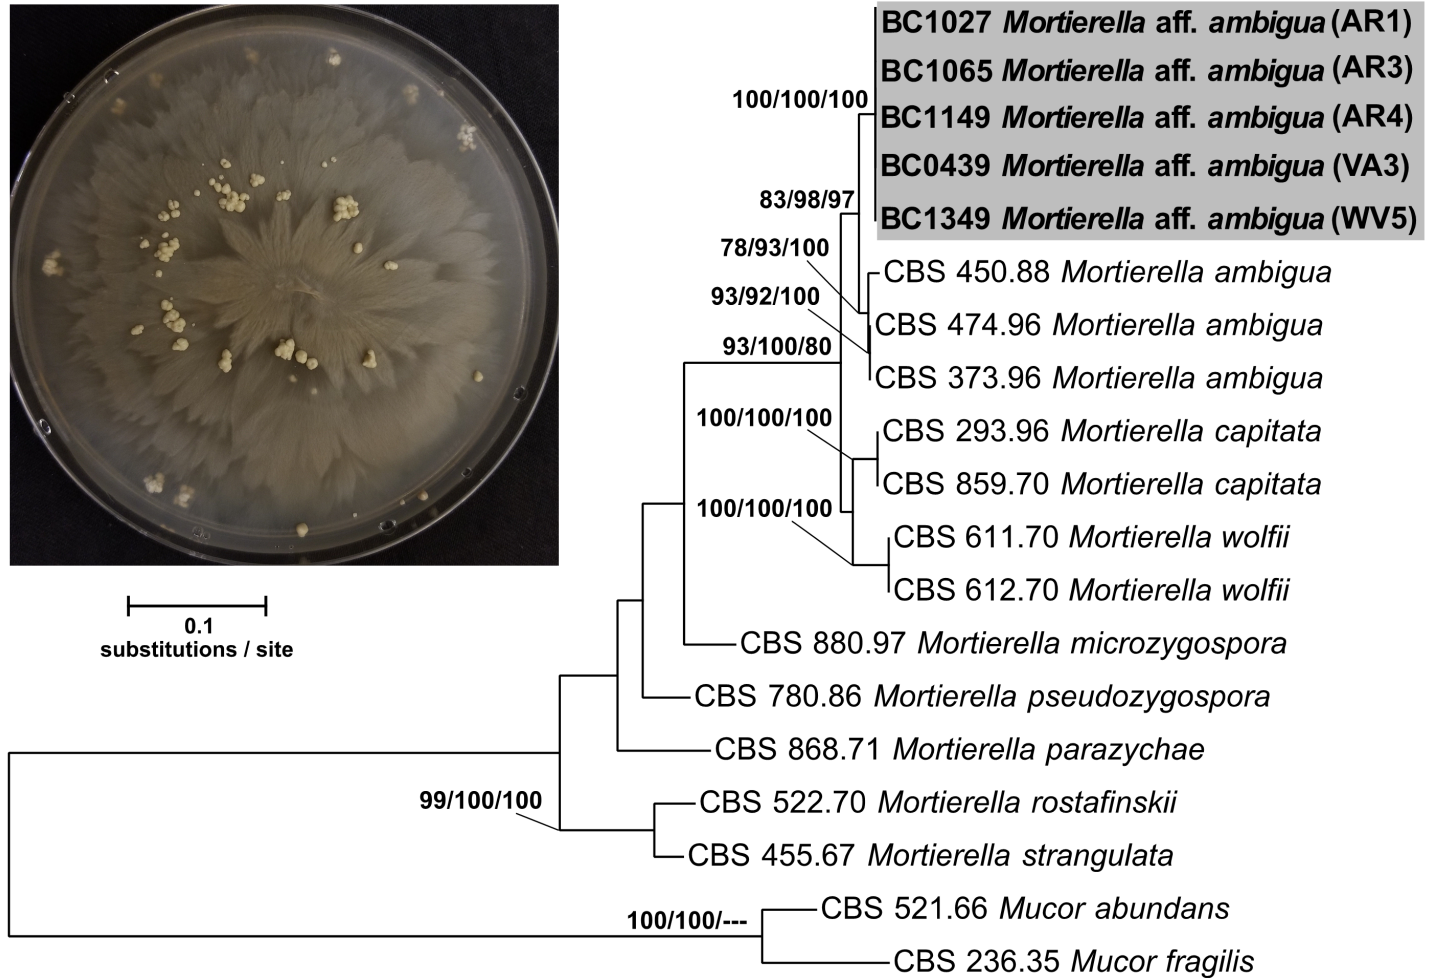 BC1027 Mortierella aff. ambigua (AR1)
BC1065 Mortierella aff. ambigua (AR3)
100/100/100
BC1149 Mortierella aff. ambigua (AR4)
BC0439 Mortierella aff. ambigua (VA3)
83/98/97
BC1349 Mortierella aff. ambigua (WV5)
78/93/100
CBS 450.88 Mortierella ambigua
93/92/100
CBS 474.96 Mortierella ambigua
93/100/80
CBS 373.96 Mortierella ambigua
100/100/100
CBS 293.96 Mortierella capitata
CBS 859.70 Mortierella capitata
100/100/100
CBS 611.70 Mortierella wolfii
CBS 612.70 Mortierella wolfii
0.1
substitutions / site
CBS 880.97 Mortierella microzygospora
CBS 780.86 Mortierella pseudozygospora
CBS 868.71 Mortierella parazychae
99/100/100
CBS 522.70 Mortierella rostafinskii
CBS 455.67 Mortierella strangulata
CBS 521.66 Mucor abundans
100/100/---
CBS 236.35 Mucor fragilis